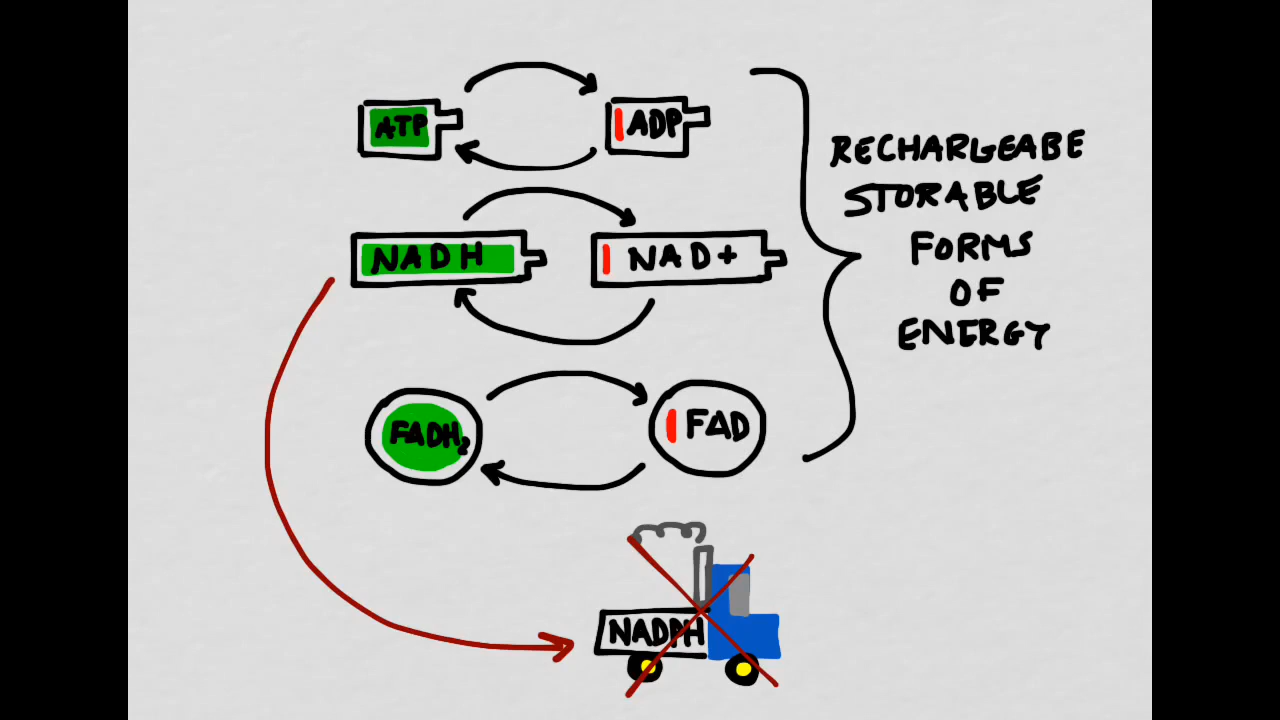 ATP
ADP
NADH
NAD+
FADH₂
FAD
RECHARGEABE
STORABLE
FORMS
OF
ENERGY
NADPH